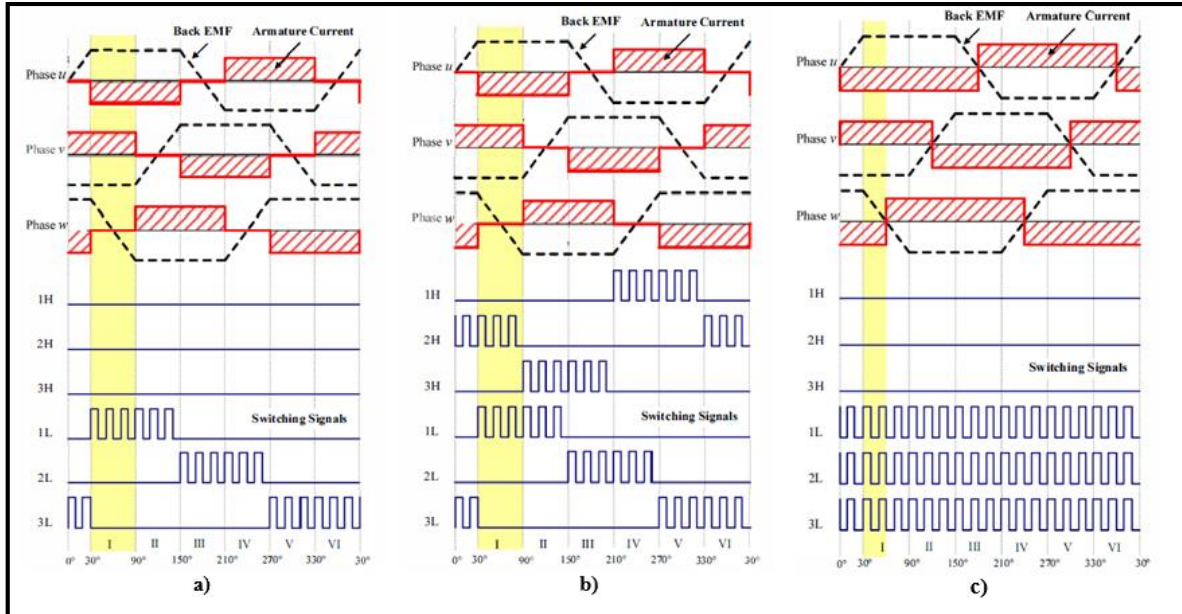 Back EMF Armature Current
Phase u
Phase v
Phase w
1H
2H
3H
Switching Signals
1L
2L
3L
I II III IV V VI
0° 30° 90° 150° 210° 270° 330° 30°
a)
Back EMF Armature Current
Phase u
Phase v
Phase w
1H
2H
3H
Switching Signals
1L
2L
3L
I II III IV V VI
0° 30° 90° 150° 210° 270° 330° 30°
b)
Back EMF Armature Current
Phase u
Phase v
Phase w
1H
2H
3H
Switching Signals
1L
2L
3L
I II III IV V VI
0° 30° 90° 150° 210° 270° 330° 30°
c)